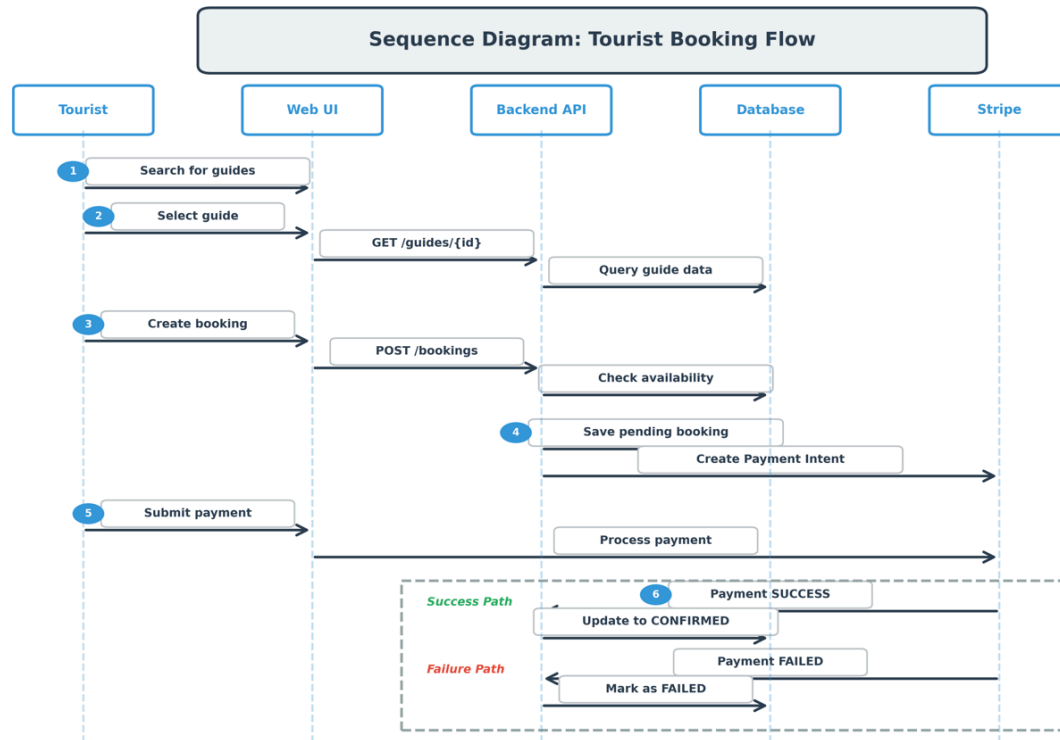 Sequence Diagram: Tourist Booking Flow
Tourist
Web UI
Backend API
Database
Stripe
1
Search for guides
2
Select guide
GET /guides/{id}
Query guide data
3
Create booking
POST /bookings
Check availability
4
Save pending booking
Create Payment Intent
5
Submit payment
Process payment
Success Path
6
Payment SUCCESS
Update to CONFIRMED
Failure Path
Payment FAILED
Mark as FAILED